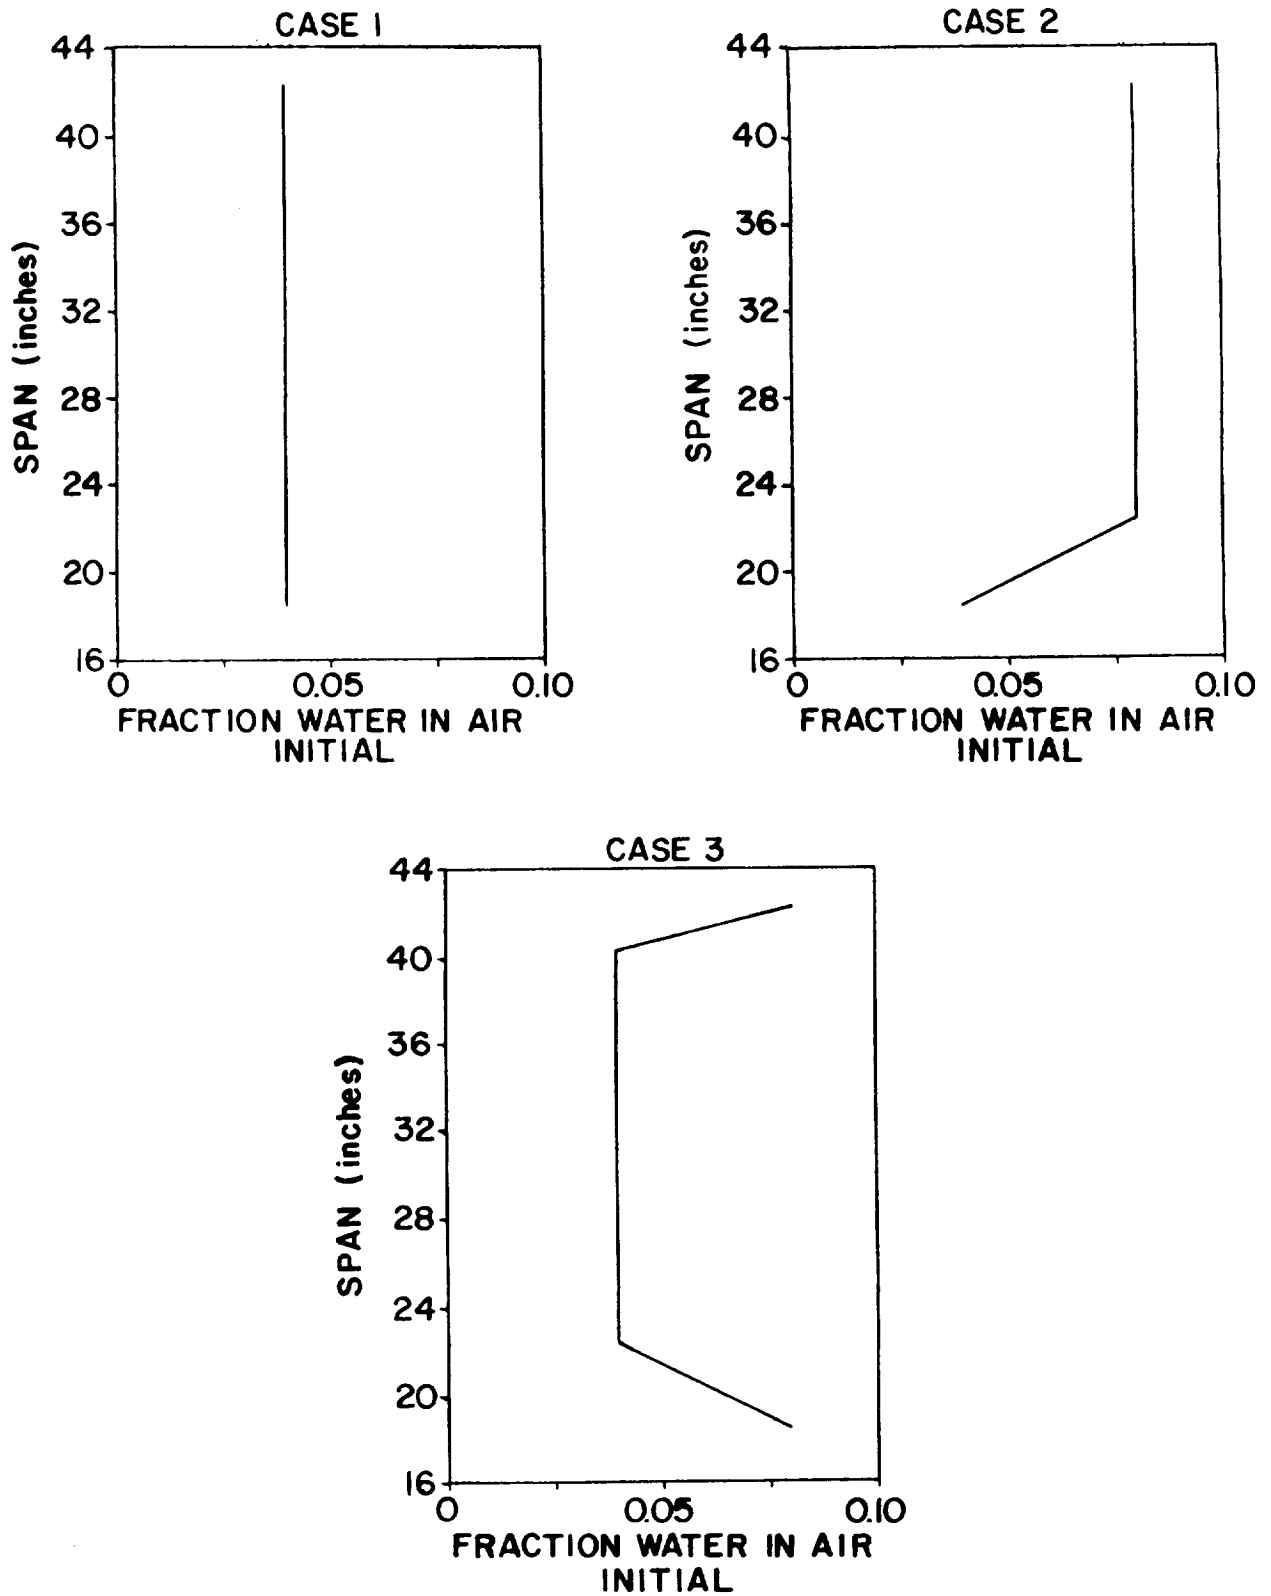 CASE 1
44
40
36
32
28
24
20
16
SPAN (inches)
0 0.05 0.10
FRACTION WATER IN AIR
INITIAL
CASE 2
44
40
36
32
28
24
20
16
SPAN (inches)
0 0.05 0.10
FRACTION WATER IN AIR
INITIAL
CASE 3
44
40
36
32
28
24
20
16
SPAN (inches)
0 0.05 0.10
FRACTION WATER IN AIR
INITIAL